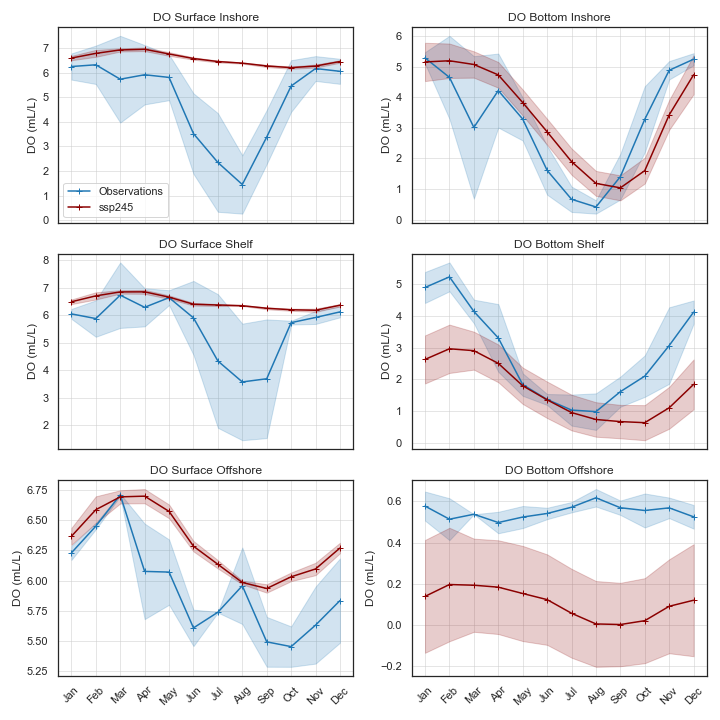 DO Surface Inshore
DO (mL/L)
7
6
5
4
3
2
1
0
Observations
ssp245
DO Bottom Inshore
DO (mL/L)
6
5
4
3
2
1
0
DO Surface Shelf
DO (mL/L)
8
7
6
5
4
3
2
DO Bottom Shelf
DO (mL/L)
5
4
3
2
1
0
DO Surface Offshore
DO (mL/L)
6.75
6.50
6.25
6.00
5.75
5.50
5.25
Jan Feb Mar Apr May Jun Jul Aug Sep Oct Nov Dec
DO Bottom Offshore
DO (mL/L)
0.6
0.4
0.2
0.0
−0.2
Jan Feb Mar Apr May Jun Jul Aug Sep Oct Nov Dec